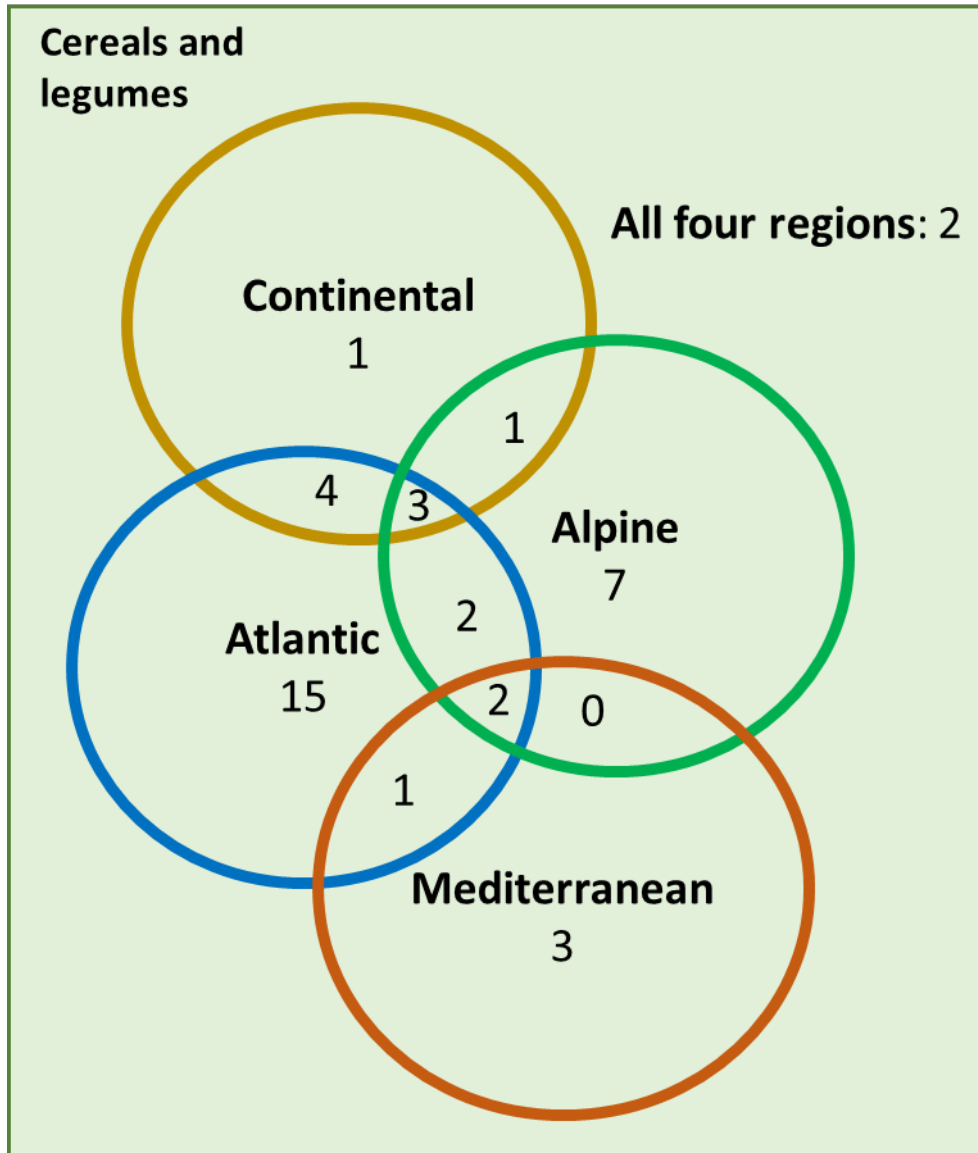 Cereals and
legumes
All four regions: 2
Continental
1
1
4
3
Alpine
7
2
Atlantic
15
2
0
1
Mediterranean
3